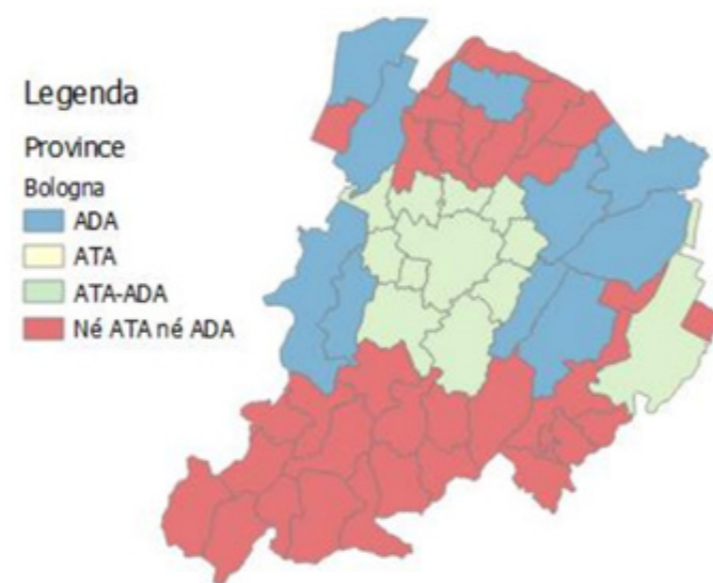 Legenda
Province
Bologna
ADA
ATA
ATA-ADA
Né ATA né ADA